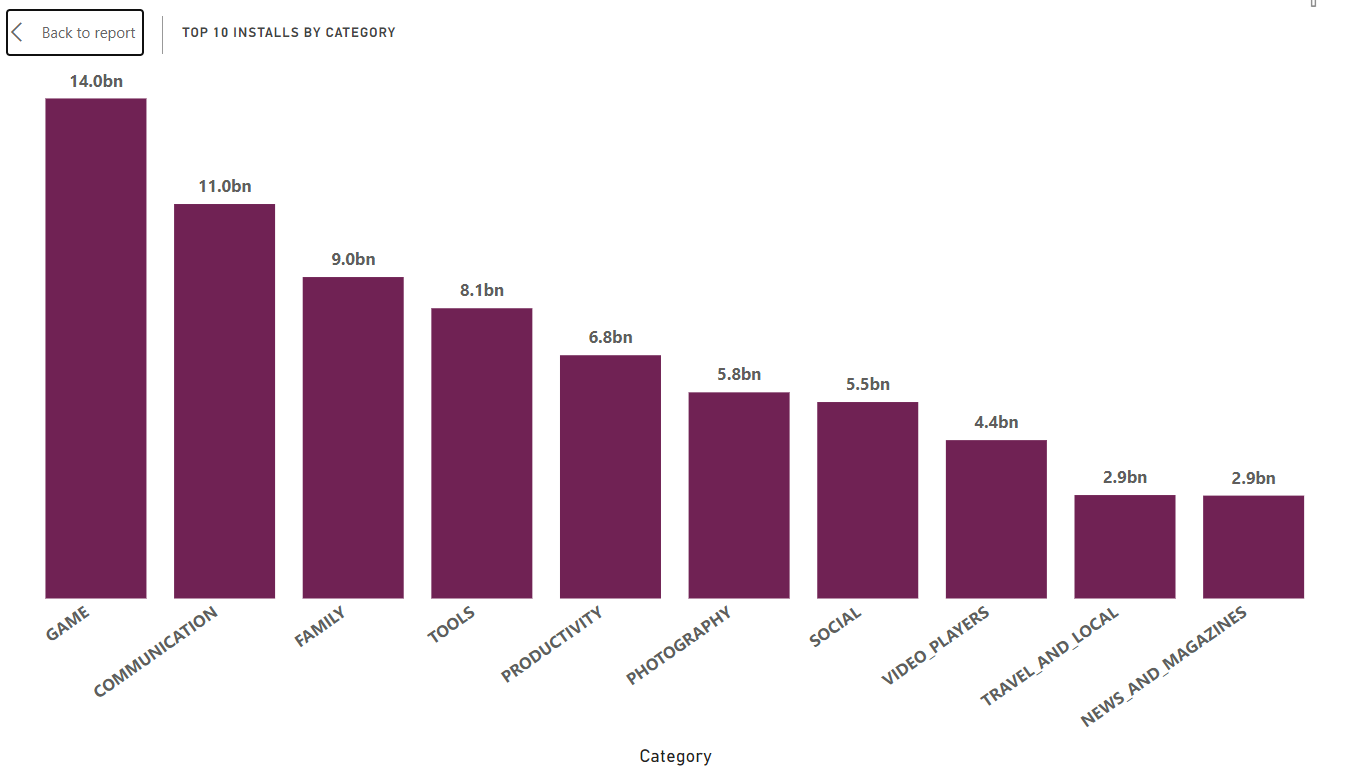 Back to report
TOP 10 INSTALLS BY CATEGORY
14.0bn
11.0bn
9.0bn
8.1bn
6.8bn
5.8bn
5.5bn
4.4bn
2.9bn
2.9bn
GAME
COMMUNICATION
FAMILY
TOOLS
PRODUCTIVITY
PHOTOGRAPHY
SOCIAL
VIDEO_PLAYERS
TRAVEL_AND_LOCAL
NEWS_AND_MAGAZINES
Category